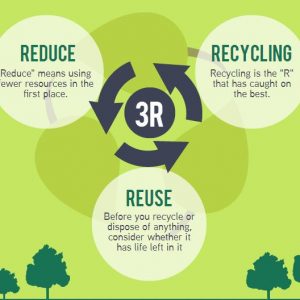 REDUCE
Reduce" means using
fewer resources in the
first place.
RECYCLING
Recycling is the "R"
that has caught on
the best.
3R
REUSE
Before you recycle or
dispose of anything,
consider whether it
has life left in it